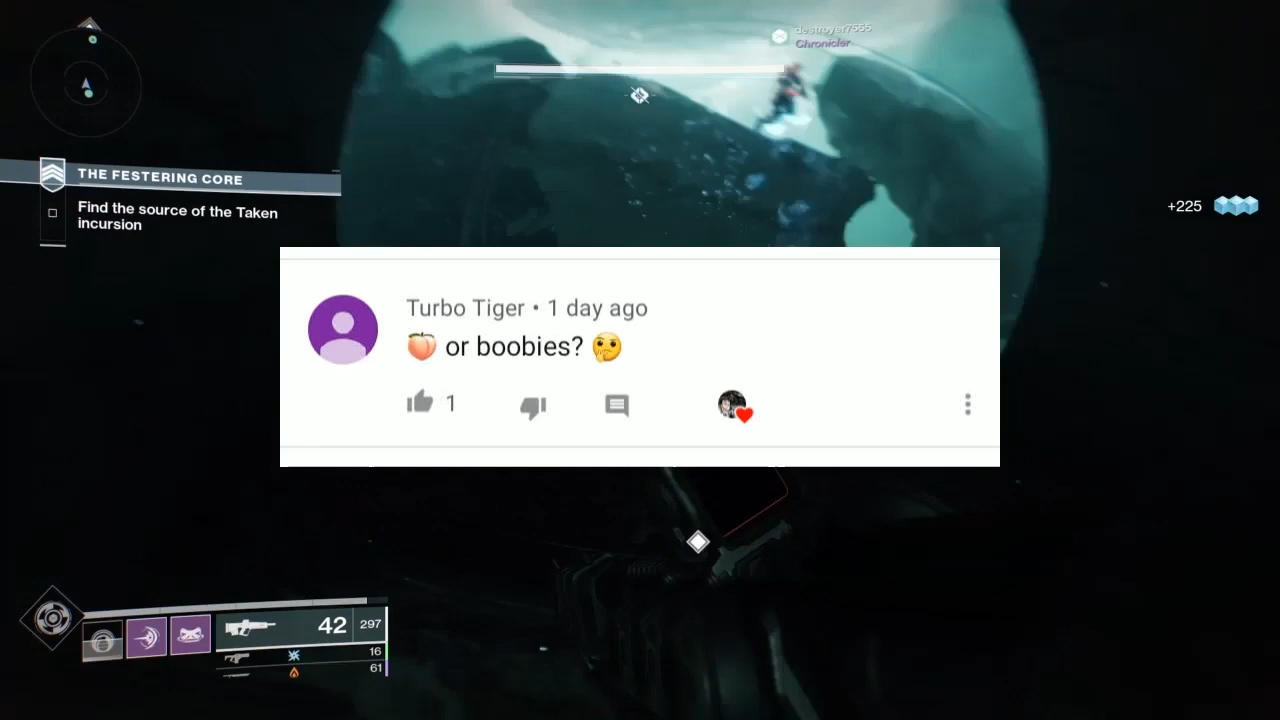 destroyer7555
Chronicler
THE FESTERING CORE
Find the source of the Taken
incursion
+225
Turbo Tiger • 1 day ago
🍑 or boobies? 🤔
1
42 297
16
61